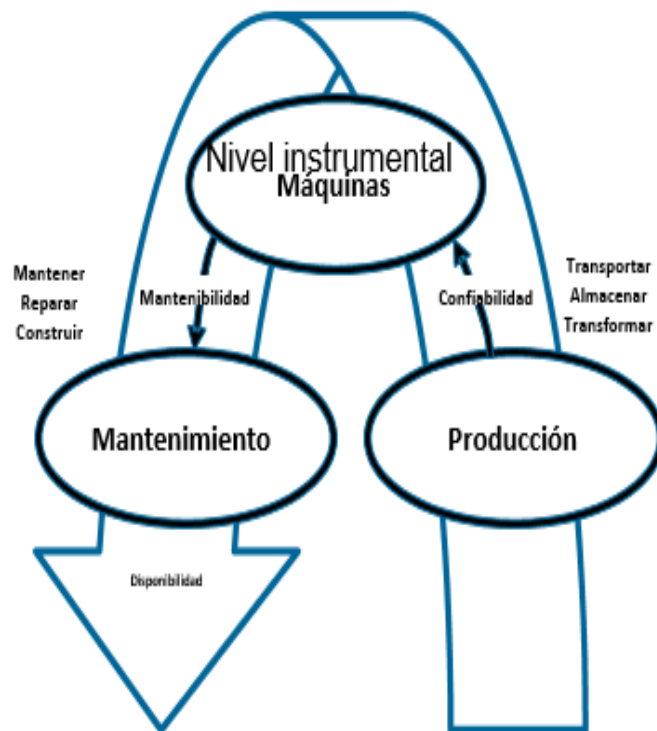 Nivel instrumental
Máquinas
Mantener
Reparar
Construir
Mantenibilidad
Confiabilidad
Transportar
Almacenar
Transformar
Mantenimiento
Producción
Disponibilidad